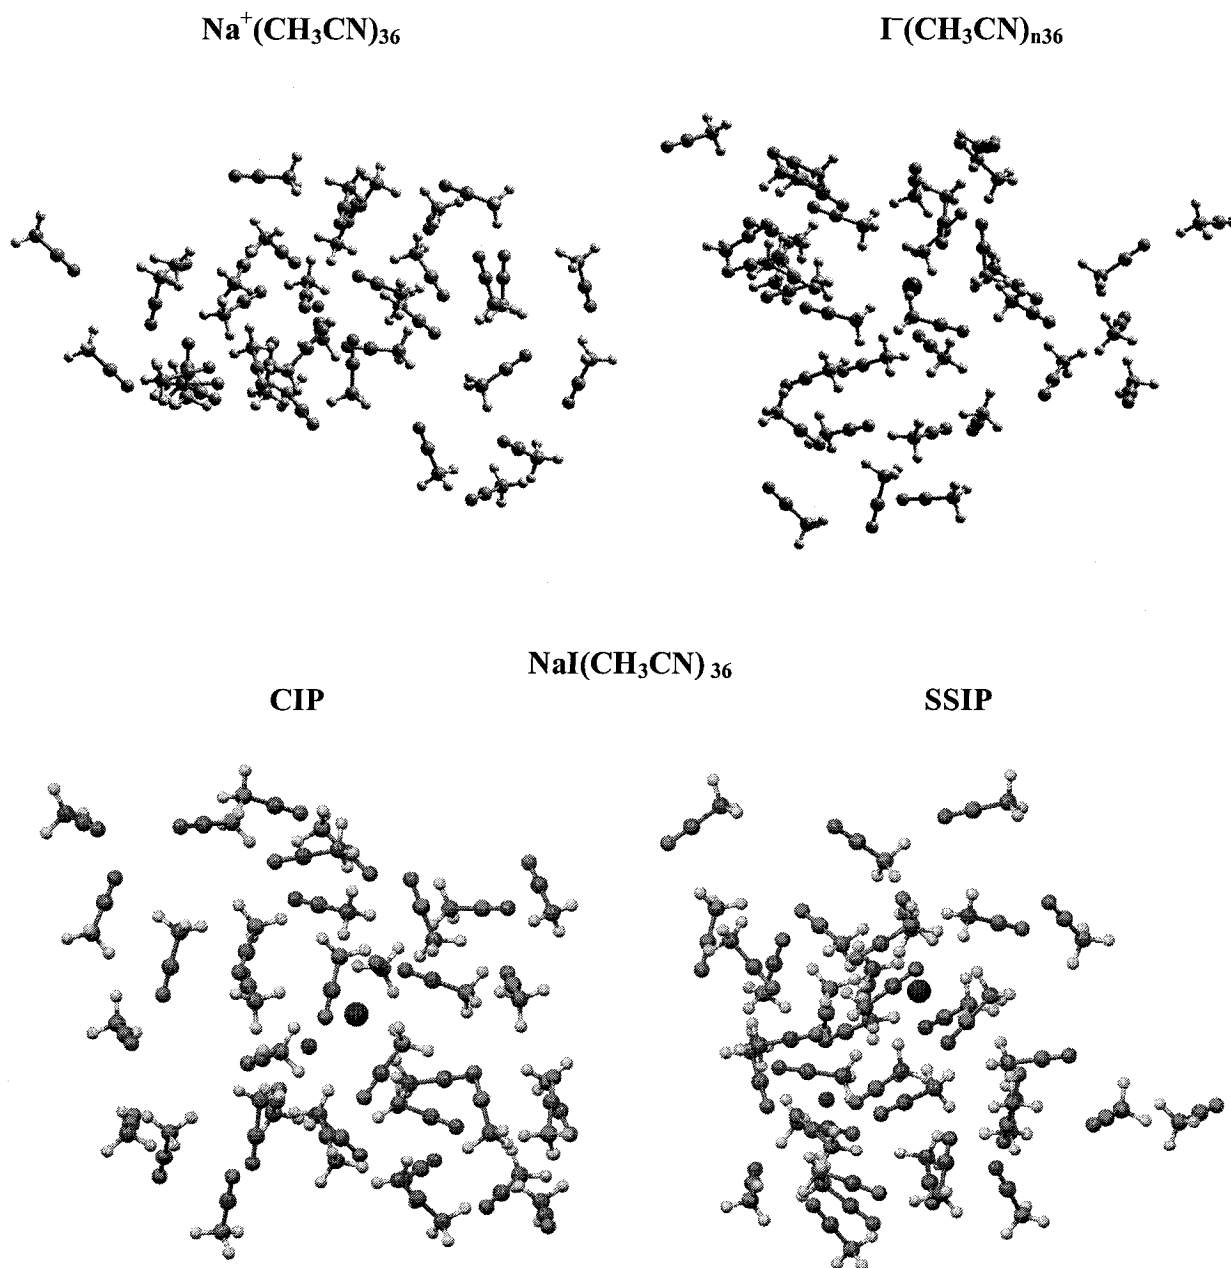 Na⁺(CH₃CN)₃₆
I⁻(CH₃CN)ₙ₃₆
NaI(CH₃CN) ₃₆
CIP
SSIP